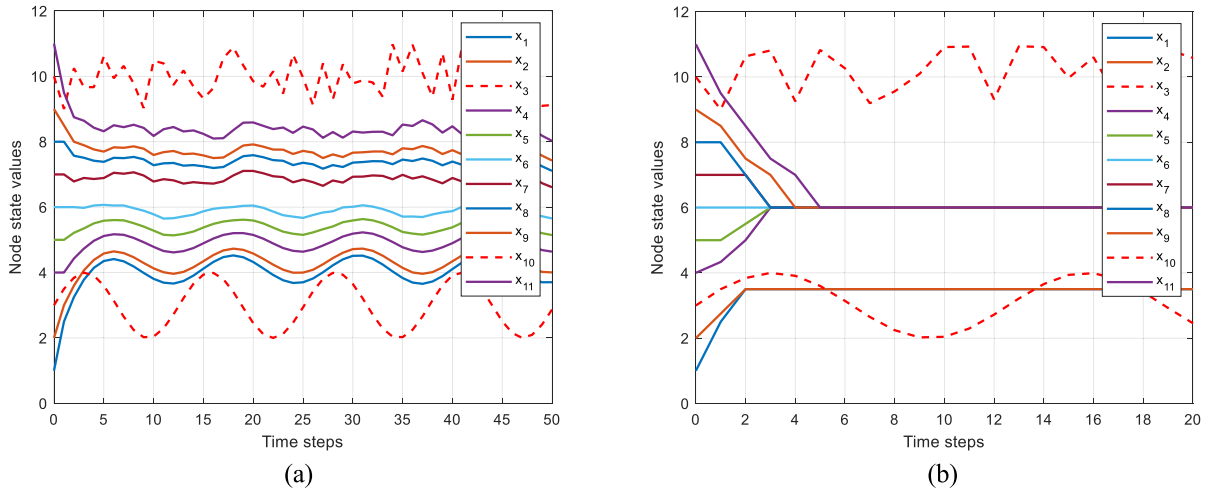 12
10
8
6
4
2
0
Node state values
0 5 10 15 20 25 30 35 40 45 50
Time steps
x1
x2
x3
x4
x5
x6
x7
x8
x9
x10
x11
(a)
12
10
8
6
4
2
0
Node state values
0 2 4 6 8 10 12 14 16 18 20
Time steps
x1
x2
x3
x4
x5
x6
x7
x8
x9
x10
x11
(b)